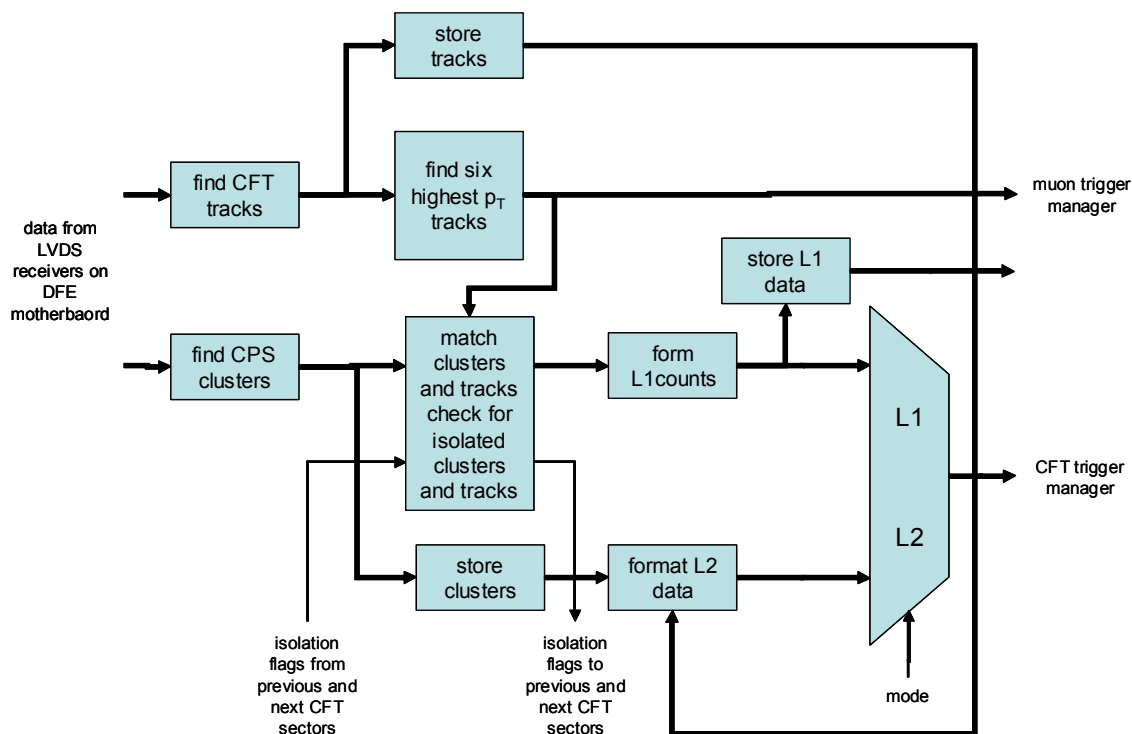 store
tracks
find CFT
tracks
find six
highest pT
tracks
muon trigger
manager
data from
LVDS
receivers on
DFE
motherbaord
store L1
data
find CPS
clusters
match
clusters
and tracks
check for
isolated
clusters
and tracks
form
L1counts
L1
L2
CFT trigger
manager
store
clusters
format L2
data
isolation
flags from
previous and
next CFT
sectors
isolation
flags to
previous and
next CFT
sectors
mode